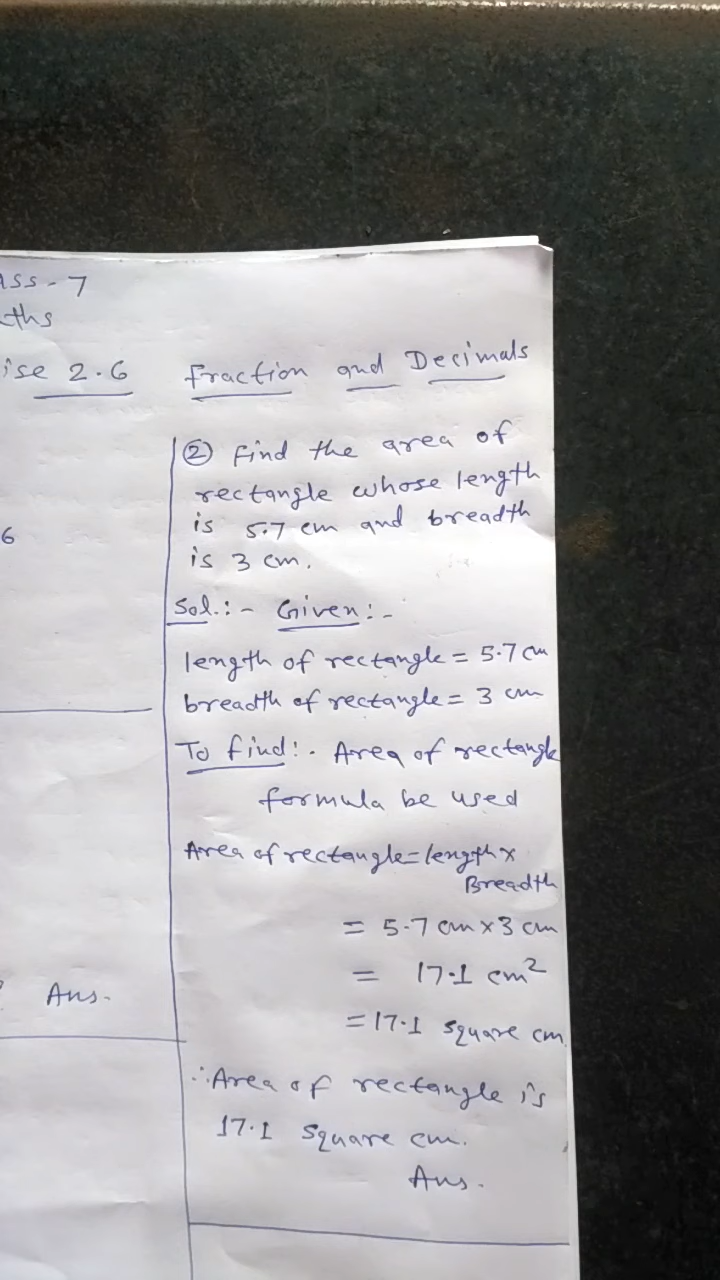 ASS-7
ths
ise 2.6 Fraction and Decimals
② Find the area of
rectangle whose length
is 5.7 cm and breadth
is 3 cm.
6
Sol.:- Given:-
length of rectangle = 5.7 cm
breadth of rectangle = 3 cm
To find:- Area of rectangle
formula be used
Area of rectangle = length ×
Breadth
= 5.7 cm × 3 cm
= 17.1 cm²
Ans.
= 17.1 square cm
∴ Area of rectangle is
17.1 square cm.
Ans.